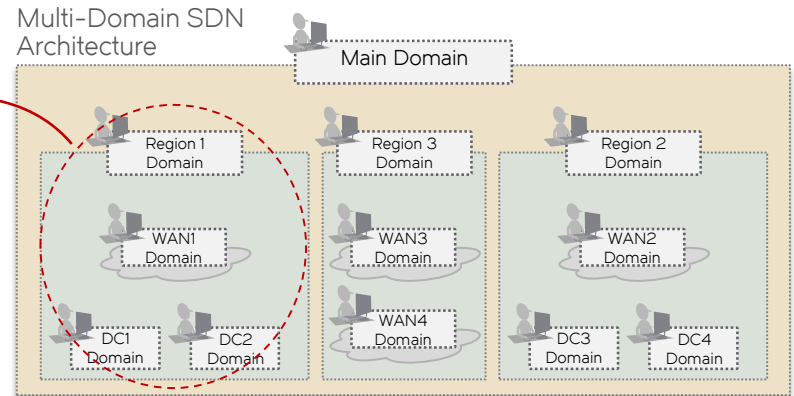 Multi-Domain SDN
Architecture
Main Domain
Region 1
Domain
Region 3
Domain
Region 2
Domain
WAN1
Domain
WAN3
Domain
WAN2
Domain
WAN4
Domain
DC1
Domain
DC2
Domain
DC3
Domain
DC4
Domain